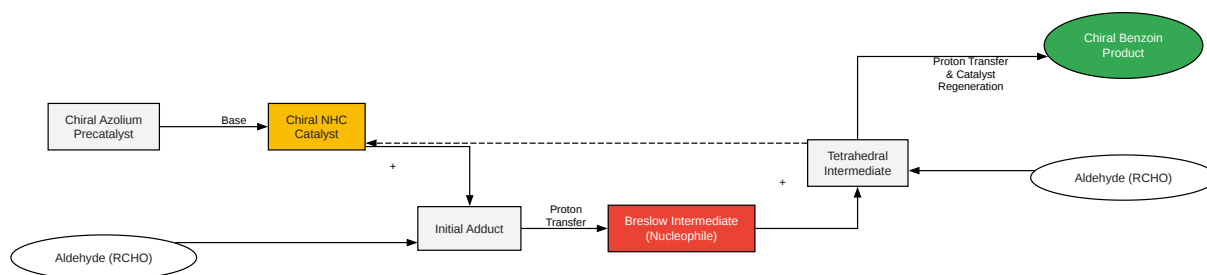 Chiral Benzoin
Product
Proton Transfer
& Catalyst
Regeneration
Chiral Azolium
Precatalyst
Base
Chiral NHC
Catalyst
+
Tetrahedral
Intermediate
+
Aldehyde (RCHO)
Initial Adduct
Proton
Transfer
Breslow Intermediate
(Nucleophile)
Aldehyde (RCHO)